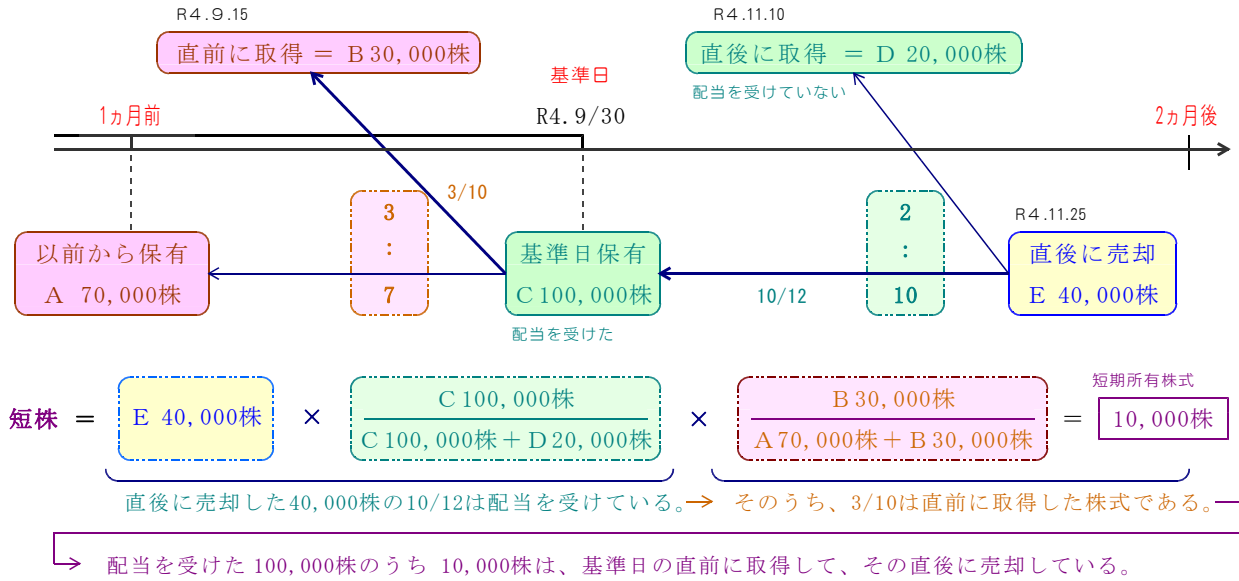 R4.9.15
R4.11.10
直前に取得 ＝ B 30,000株
直後に取得 ＝ D 20,000株
基準日
配当を受けていない
1ヵ月前
R4.9/30
2ヵ月後
3/10
3
：
7
2
：
10
R4.11.25
以前から保有
A 70,000株
基準日保有
C 100,000株
直後に売却
E 40,000株
10/12
配当を受けた
短期所有株式
短株 ＝ E 40,000株 × C 100,000株 / C 100,000株＋D 20,000株 × B 30,000株 / A 70,000株＋B 30,000株 ＝ 10,000株
直後に売却した40,000株の10/12は配当を受けている。→ そのうち、3/10は直前に取得した株式である。
配当を受けた 100,000株のうち 10,000株は、基準日の直前に取得して、その直後に売却している。